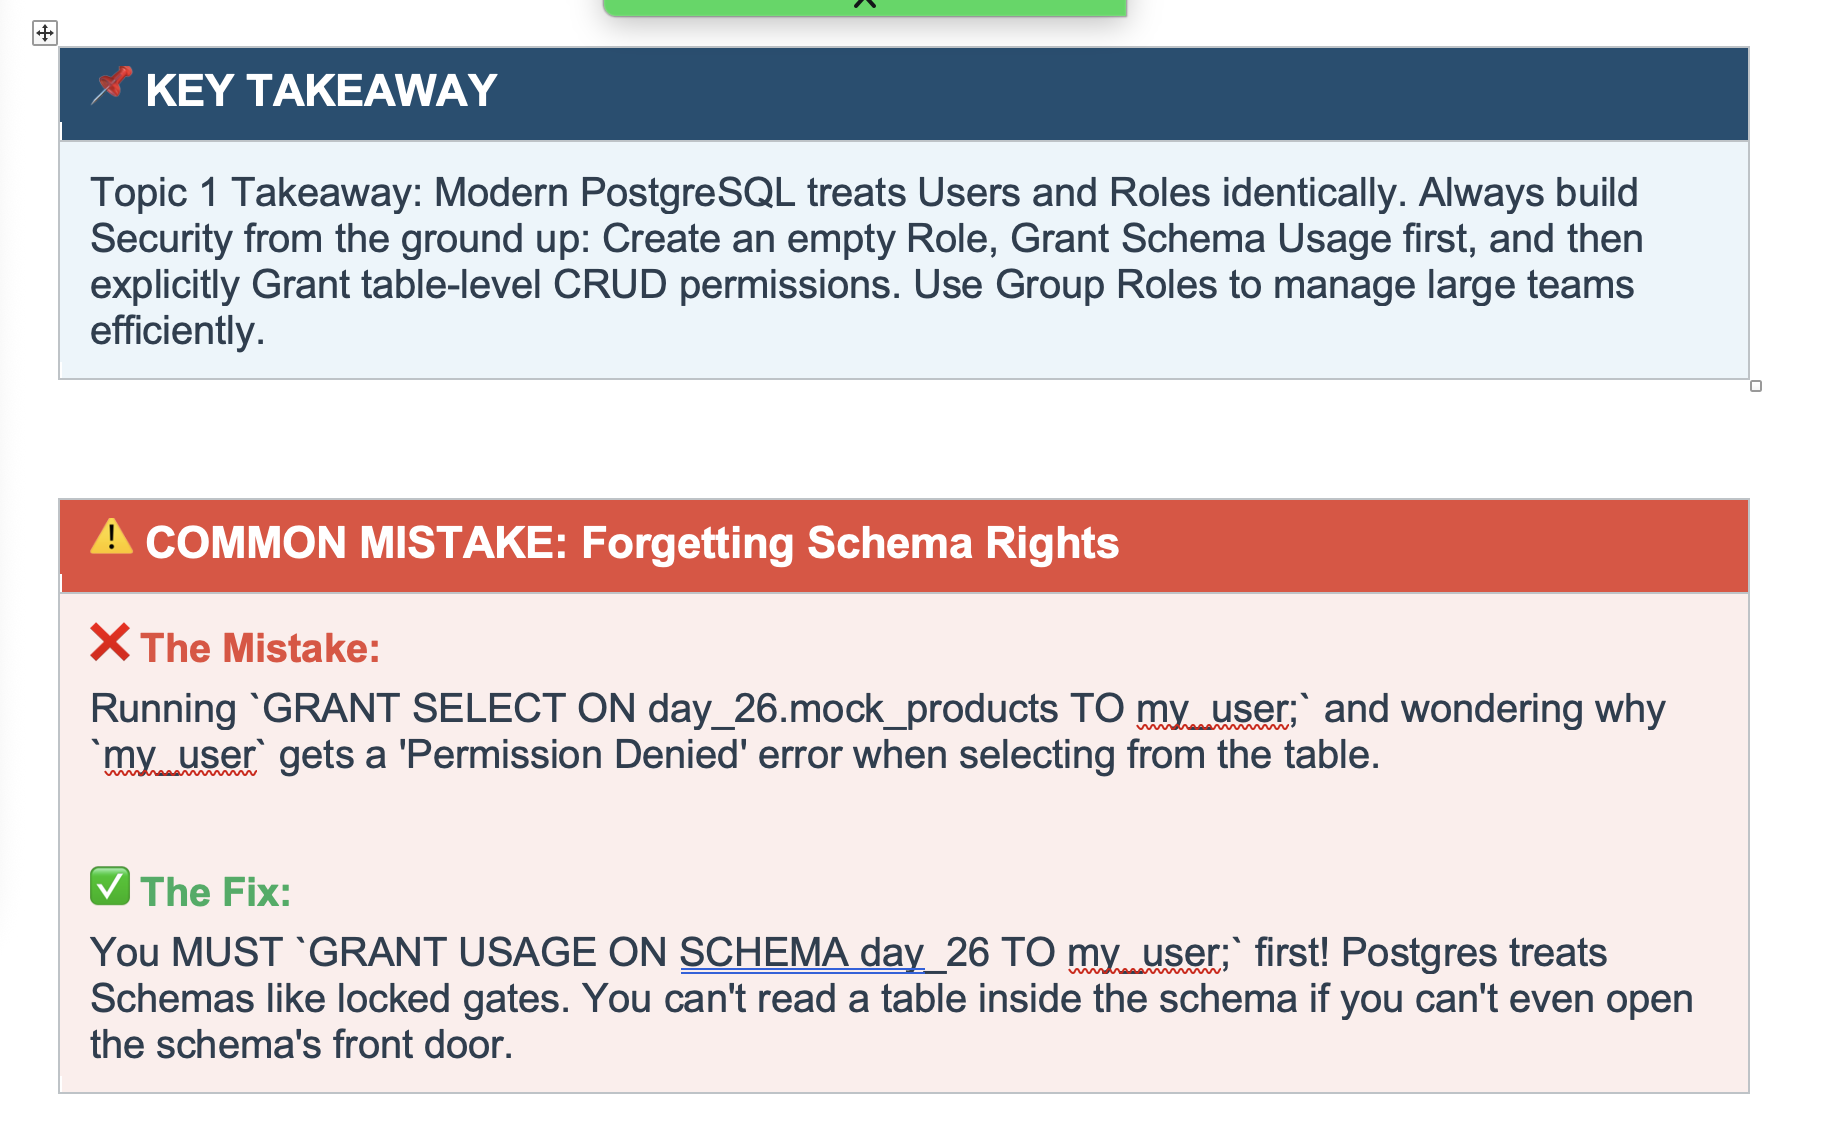 📌 KEY TAKEAWAY
Topic 1 Takeaway: Modern PostgreSQL treats Users and Roles identically. Always build
Security from the ground up: Create an empty Role, Grant Schema Usage first, and then
explicitly Grant table-level CRUD permissions. Use Group Roles to manage large teams
efficiently.
⚠️ COMMON MISTAKE: Forgetting Schema Rights
❌ The Mistake:
Running `GRANT SELECT ON day_26.mock_products TO my_user;` and wondering why
`my_user` gets a 'Permission Denied' error when selecting from the table.
✅ The Fix:
You MUST `GRANT USAGE ON SCHEMA day_26 TO my_user;` first! Postgres treats
Schemas like locked gates. You can't read a table inside the schema if you can't even open
the schema's front door.